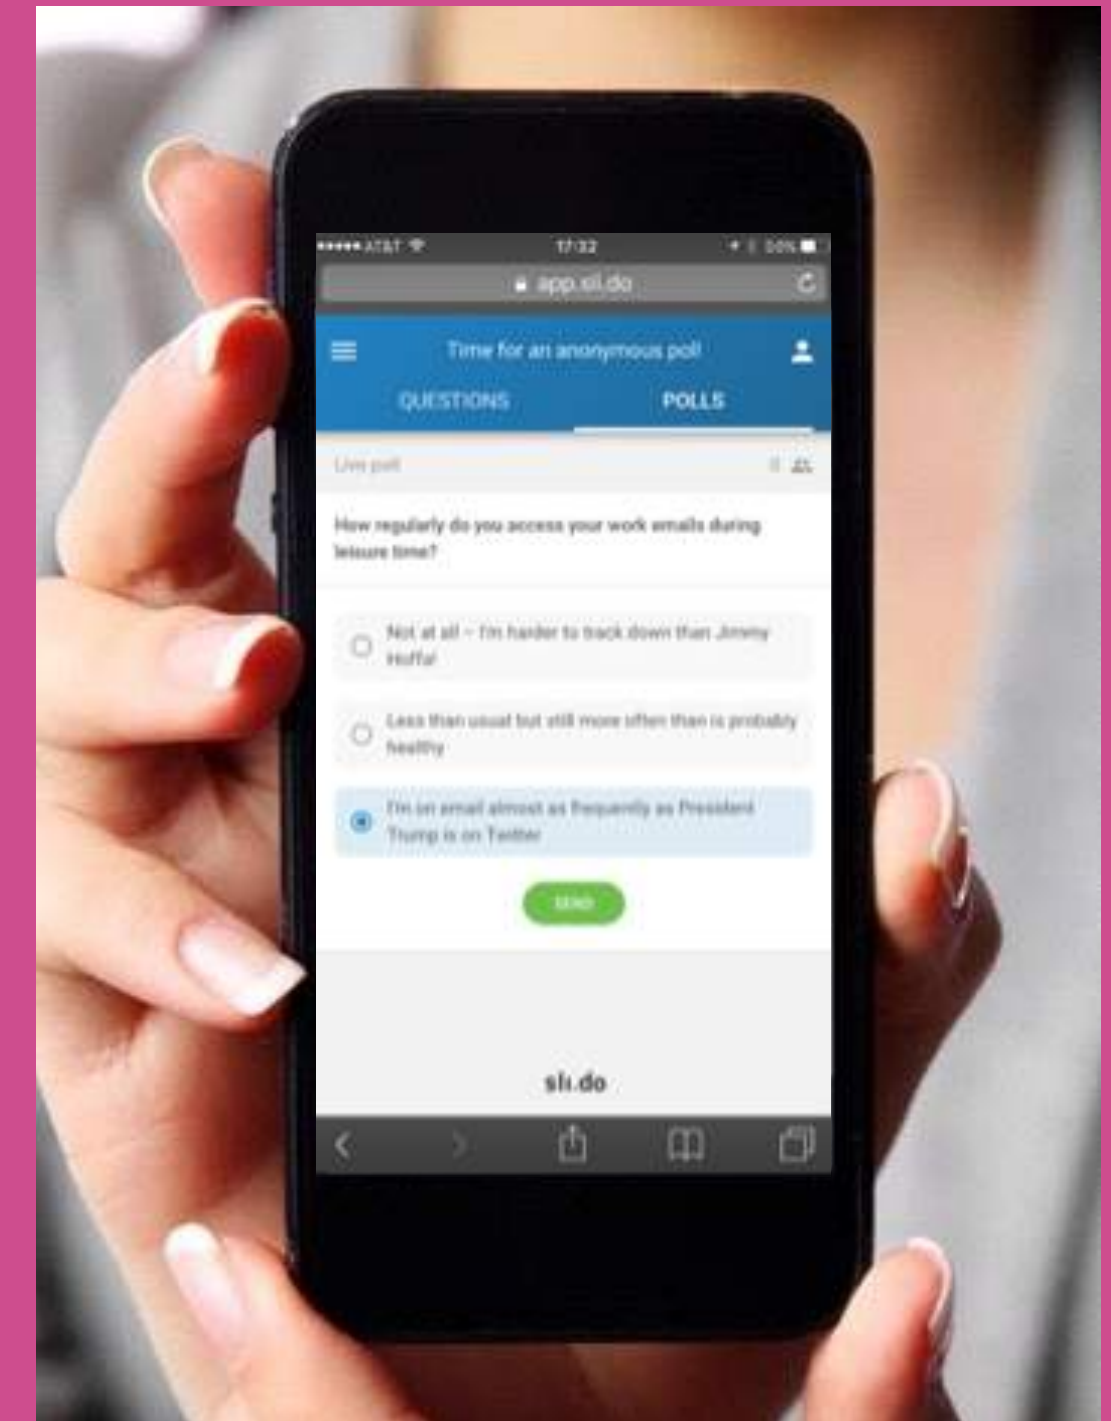 AT&T
17:32
app.sli.do
Time for an anonymous poll
QUESTIONS
POLLS
Live poll
How regularly do you access your work emails during
leisure time?
Not at all – I'm harder to track down than Jimmy
Hoffa!
Less than usual but still more often than is probably
healthy
I'm on email almost as frequently as President
Trump is on Twitter
SEND
sli.do